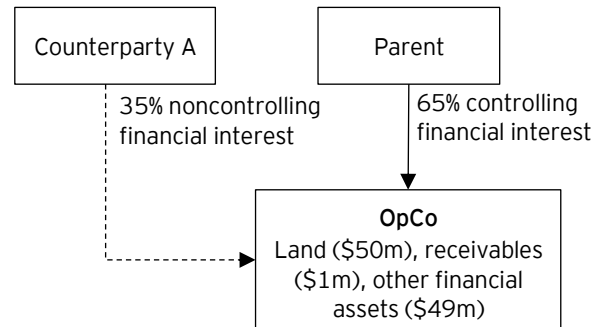 Counterparty A
Parent
35% noncontrolling
financial interest
65% controlling
financial interest
OpCo
Land ($50m), receivables
($1m), other financial
assets ($49m)